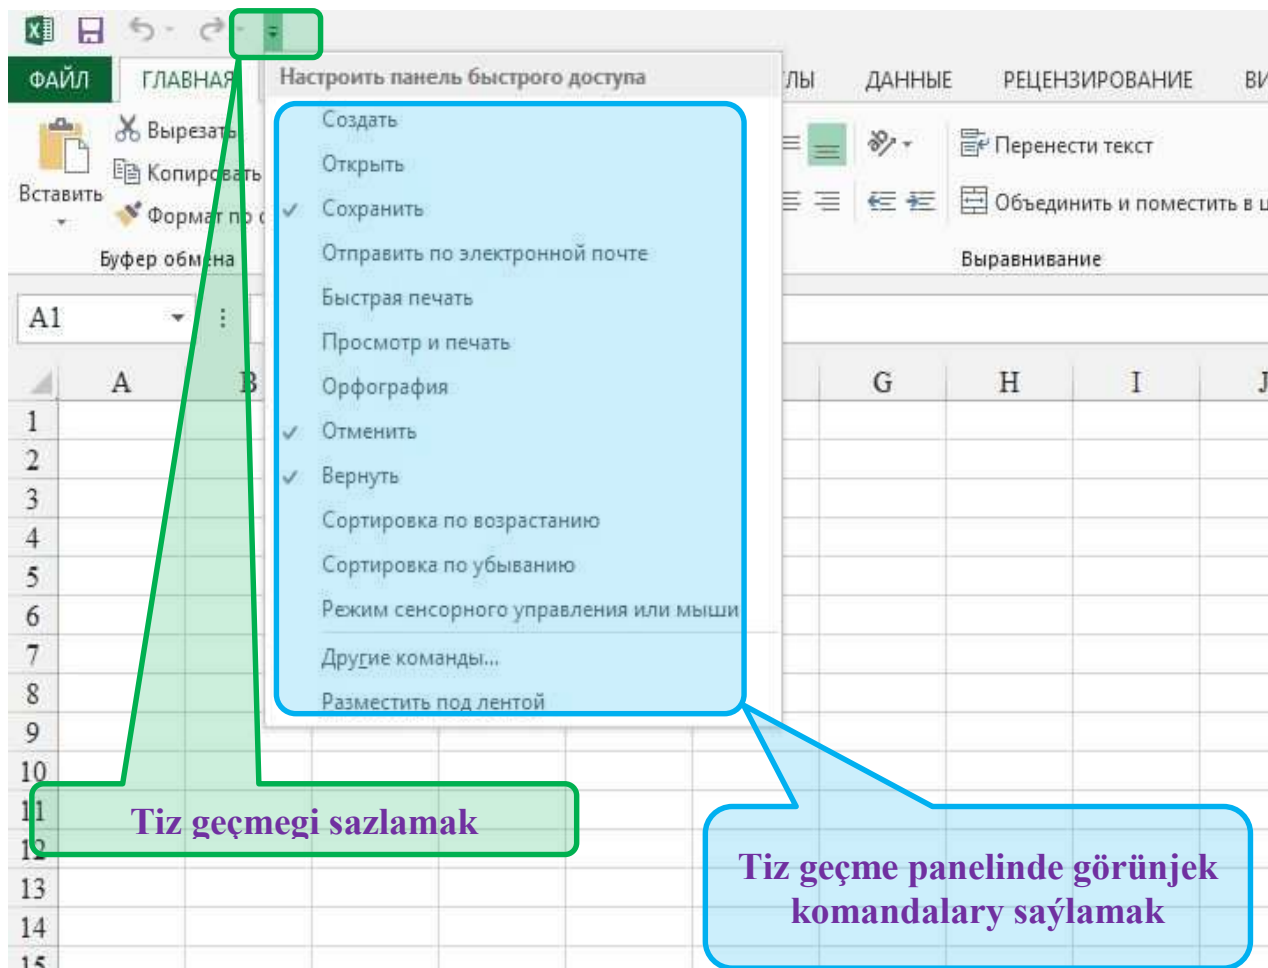 ФАЙЛ ГЛАВНАЯ ДАННЫЕ РЕЦЕНЗИРОВАНИЕ
Настроить панель быстрого доступа
Создать
Открыть
✓ Сохранить
Отправить по электронной почте
Быстрая печать
Просмотр и печать
Орфография
✓ Отменить
✓ Вернуть
Сортировка по возрастанию
Сортировка по убыванию
Режим сенсорного управления или мыши
Другие команды...
Разместить под лентой
Вырезать
Копировать
Формат по
Вставить
Буфер обмена
Перенести текст
Объединить и поместить в ц
Выравнивание
A1
A B G H I J
1
2
3
4
5
6
7
8
9
10
11
12
13
14
15
Tiz geçmegi sazlamak
Tiz geçme panelinde görünjek
komandalary saýlamak